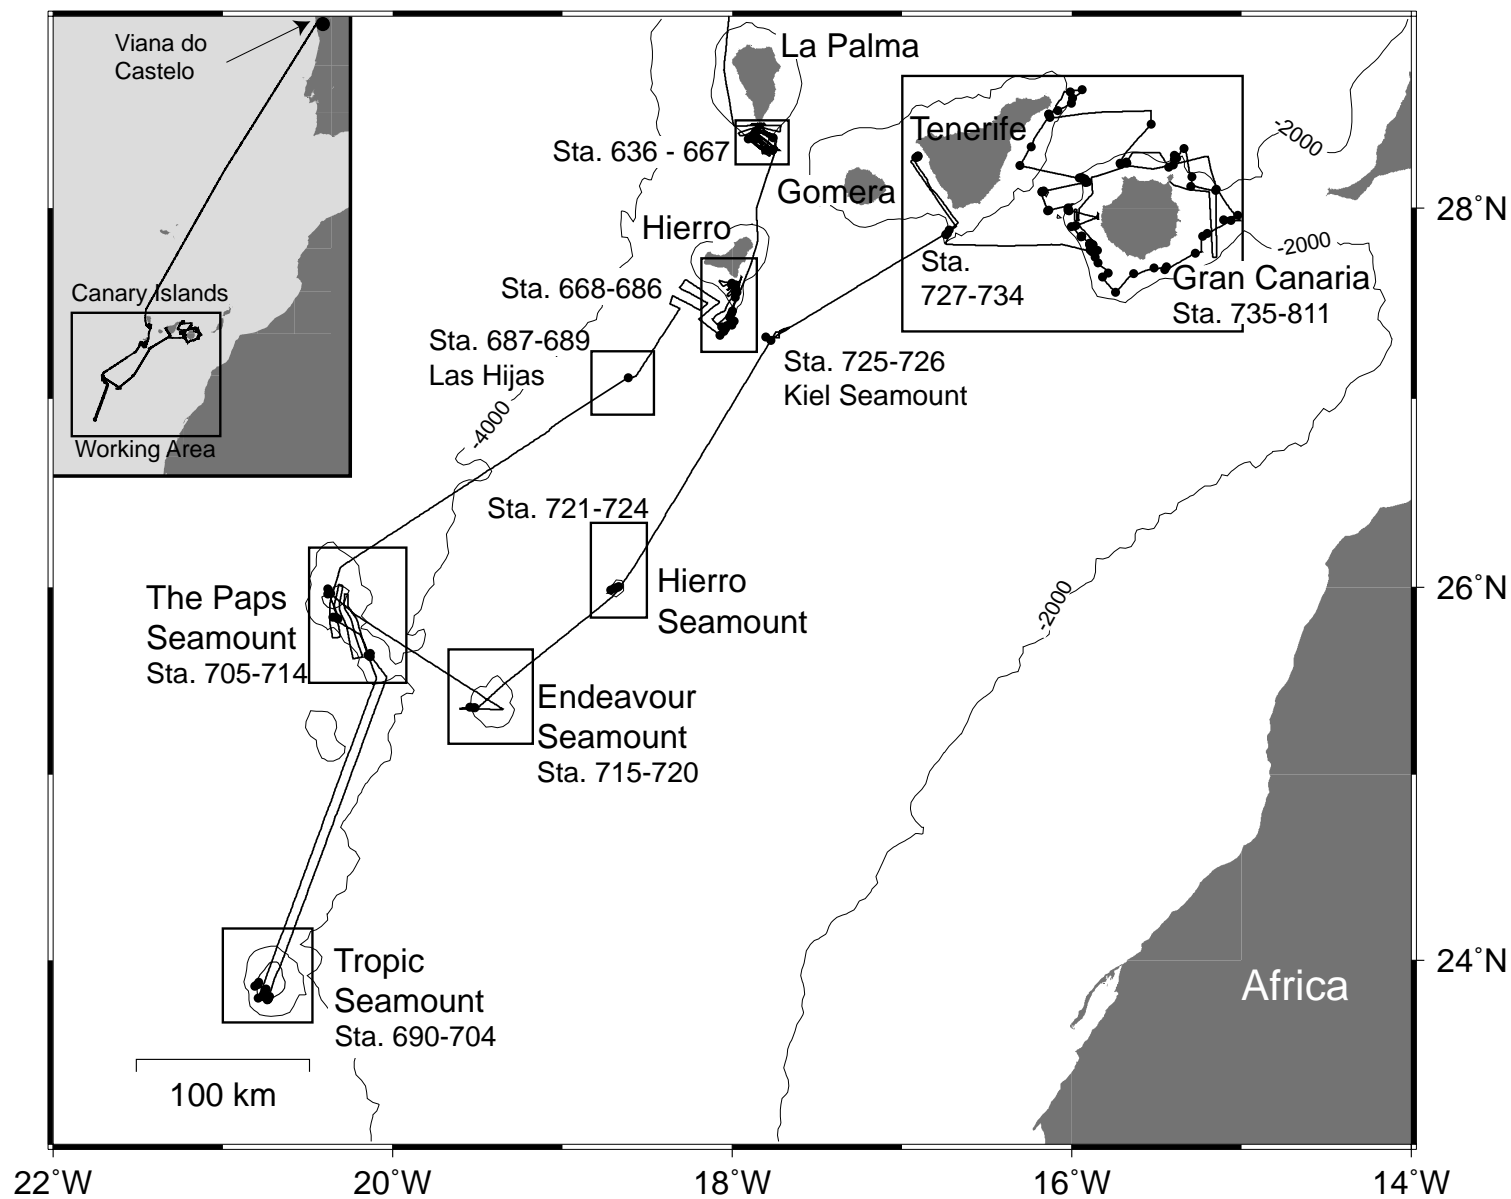 Viana do
Castelo
Canary Islands
Working Area
La Palma
Sta. 636 - 667
Tenerife
Gomera
-2000
28°N
Hierro
Sta. 668-686
Sta.
727-734
-2000
Gran Canaria
Sta. 735-811
Sta. 687-689
Las Hijas
Sta. 725-726
Kiel Seamount
-4000
Sta. 721-724
Hierro
Seamount
26°N
The Paps
Seamount
Sta. 705-714
-2000
Endeavour
Seamount
Sta. 715-720
Tropic
Seamount
Sta. 690-704
24°N
Africa
100 km
22°W
20°W
18°W
16°W
14°W